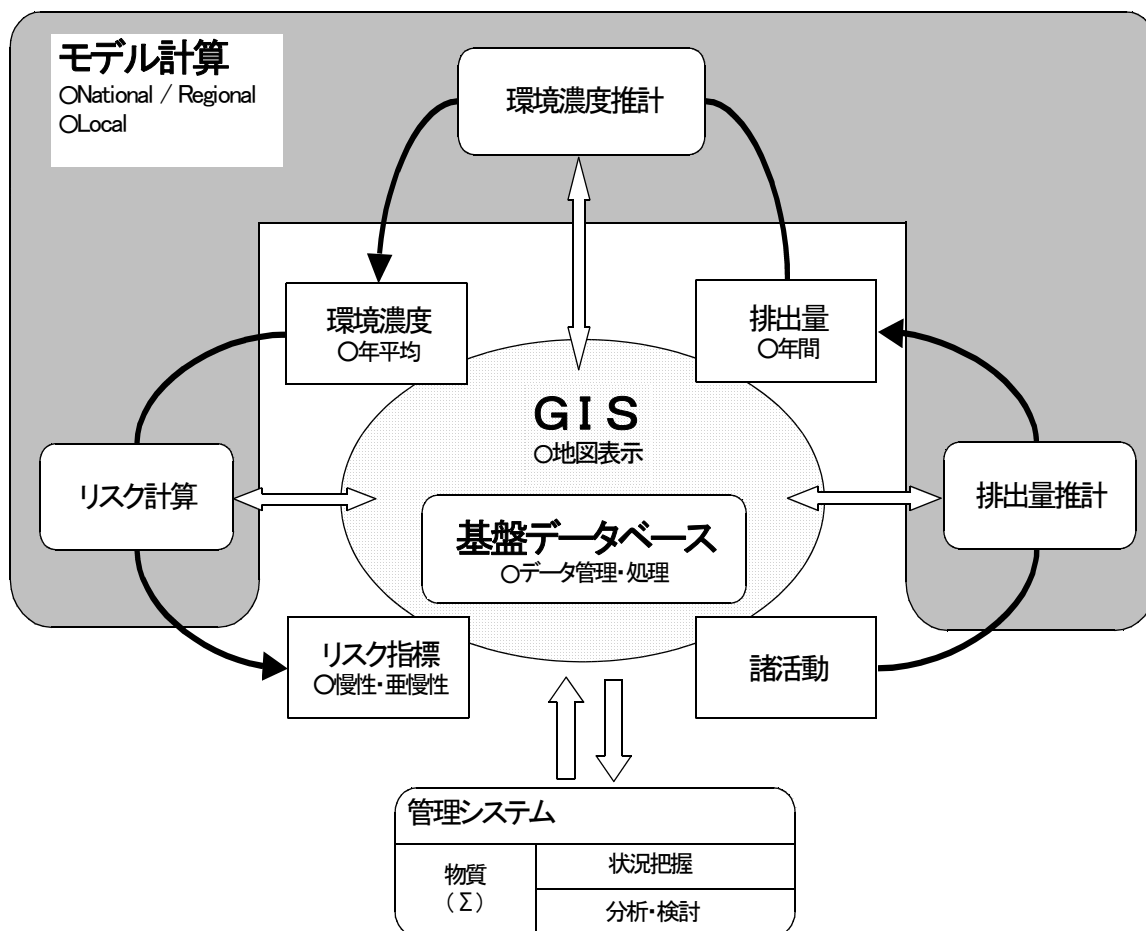 モデル計算
○National / Regional
○Local
環境濃度推計
環境濃度
○年平均
排出量
○年間
GIS
○地図表示
リスク計算
排出量推計
基盤データベース
○データ管理・処理
リスク指標
○慢性・亜慢性
諸活動
管理システム
物質
(Σ)
状況把握
分析・検討